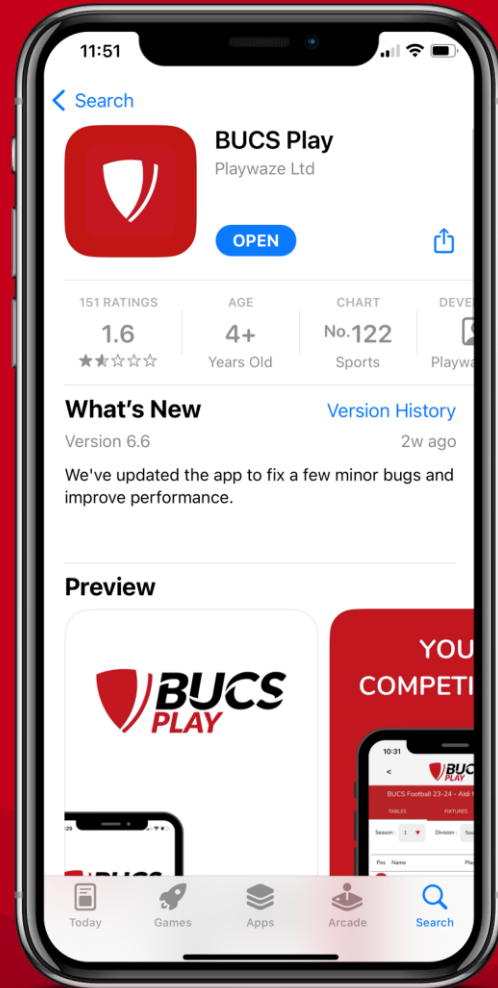 11:51
Search
BUCS Play
Playwaze Ltd
OPEN
151 RATINGS
1.6
AGE
4+
Years Old
CHART
No.122
Sports
DEVE
Playwa
What's New
Version History
Version 6.6
2w ago
We've updated the app to fix a few minor bugs and
improve performance.
Preview
BUCS
PLAY
YOU
COMPETI
10:31
BUC
PLAY
BUCS Football 23-24 - Aldi
TABLES
FIXTURES
Season :
1
Division :
Pos
Name
Today
Games
Apps
Arcade
Search